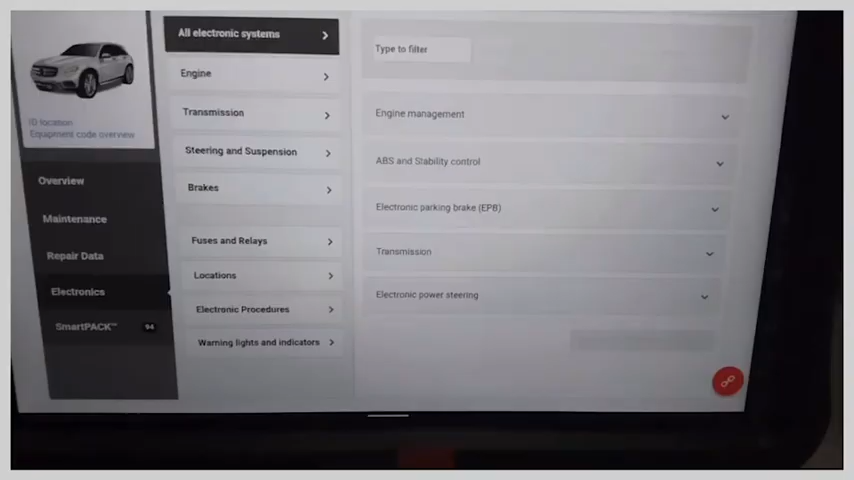 ID location
Equipment code overview
Overview
Maintenance
Repair Data
Electronics
SmartPACK™ 94
All electronic systems
Engine
Transmission
Steering and Suspension
Brakes
Fuses and Relays
Locations
Electronic Procedures
Warning lights and indicators
Type to filter
Engine management
ABS and Stability control
Electronic parking brake (EPB)
Transmission
Electronic power steering